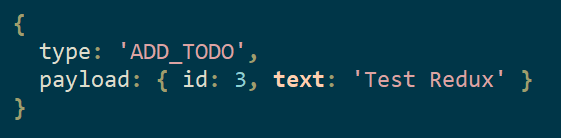 {
  type: 'ADD_TODO',
  payload: { id: 3, text: 'Test Redux' }
}